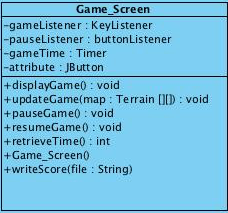 Game_Screen
-gameListener : KeyListener
-pauseListener : buttonListener
-gameTime : Timer
-attribute : JButton
+displayGame() : void
+updateGame(map : Terrain [][]) : void
+pauseGame() : void
+resumeGame() : void
+retrieveTime() : int
+Game_Screen()
+writeScore(file : String)